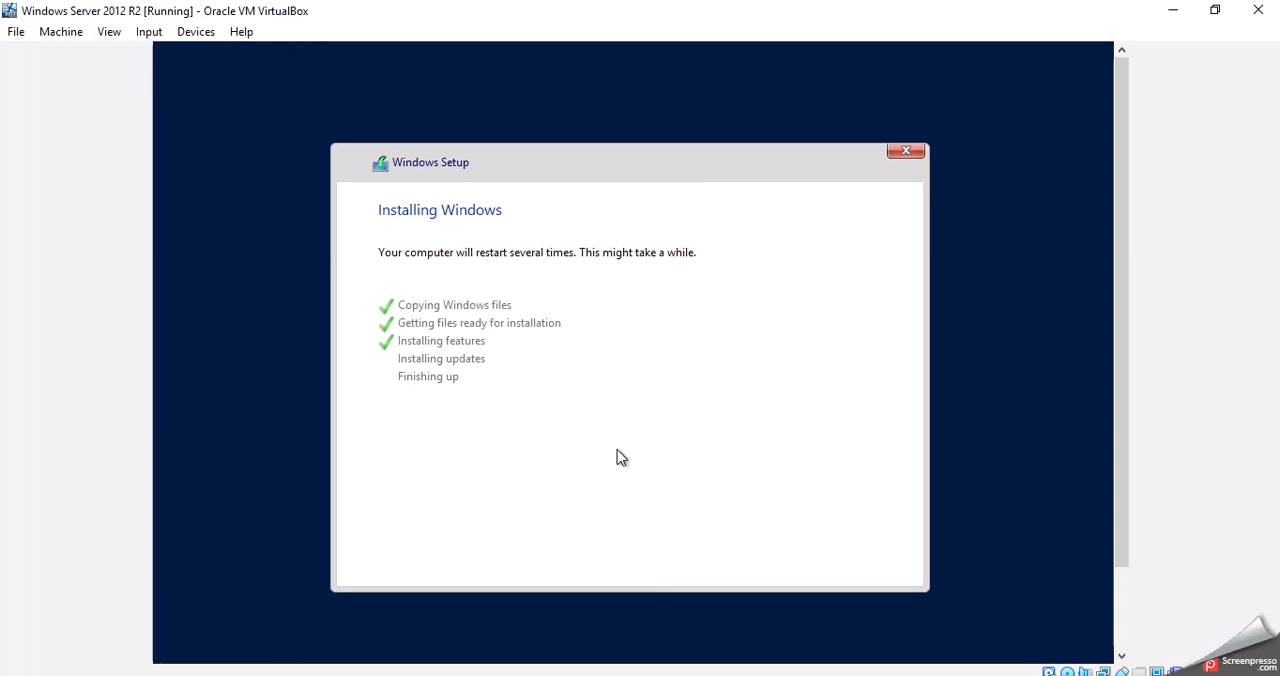 Windows Server 2012 R2 [Running] - Oracle VM VirtualBox
File Machine View Input Devices Help
Windows Setup
Installing Windows
Your computer will restart several times. This might take a while.
Copying Windows files
Getting files ready for installation
Installing features
Installing updates
Finishing up
Screenpresso
.com